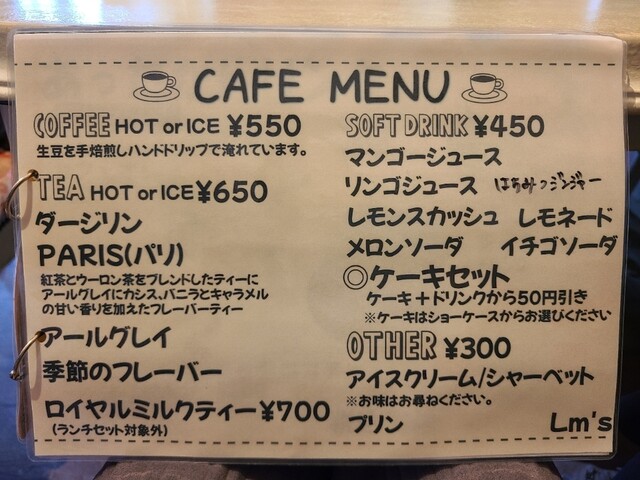 CAFE MENU
COFFEE HOT or ICE ¥550
生豆を手焙煎しハンドドリップで淹れています。
TEA HOT or ICE ¥650
ダージリン
PARIS(パリ)
紅茶とウーロン茶をブレンドしたティーに
アールグレイにカシス、バニラとキャラメル
の甘い香りを加えたフレーバーティー
アールグレイ
季節のフレーバー
ロイヤルミルクティー ¥700
(ランチセット対象外)
SOFT DRINK ¥450
マンゴージュース
リンゴジュース はちみつジンジャー
レモンスカッシュ レモネード
メロンソーダ イチゴソーダ
◎ケーキセット
ケーキ+ドリンクから50円引き
※ケーキはショーケースからお選びください
OTHER ¥300
アイスクリーム/シャーベット
※お味はお尋ねください。
プリン
Lm's